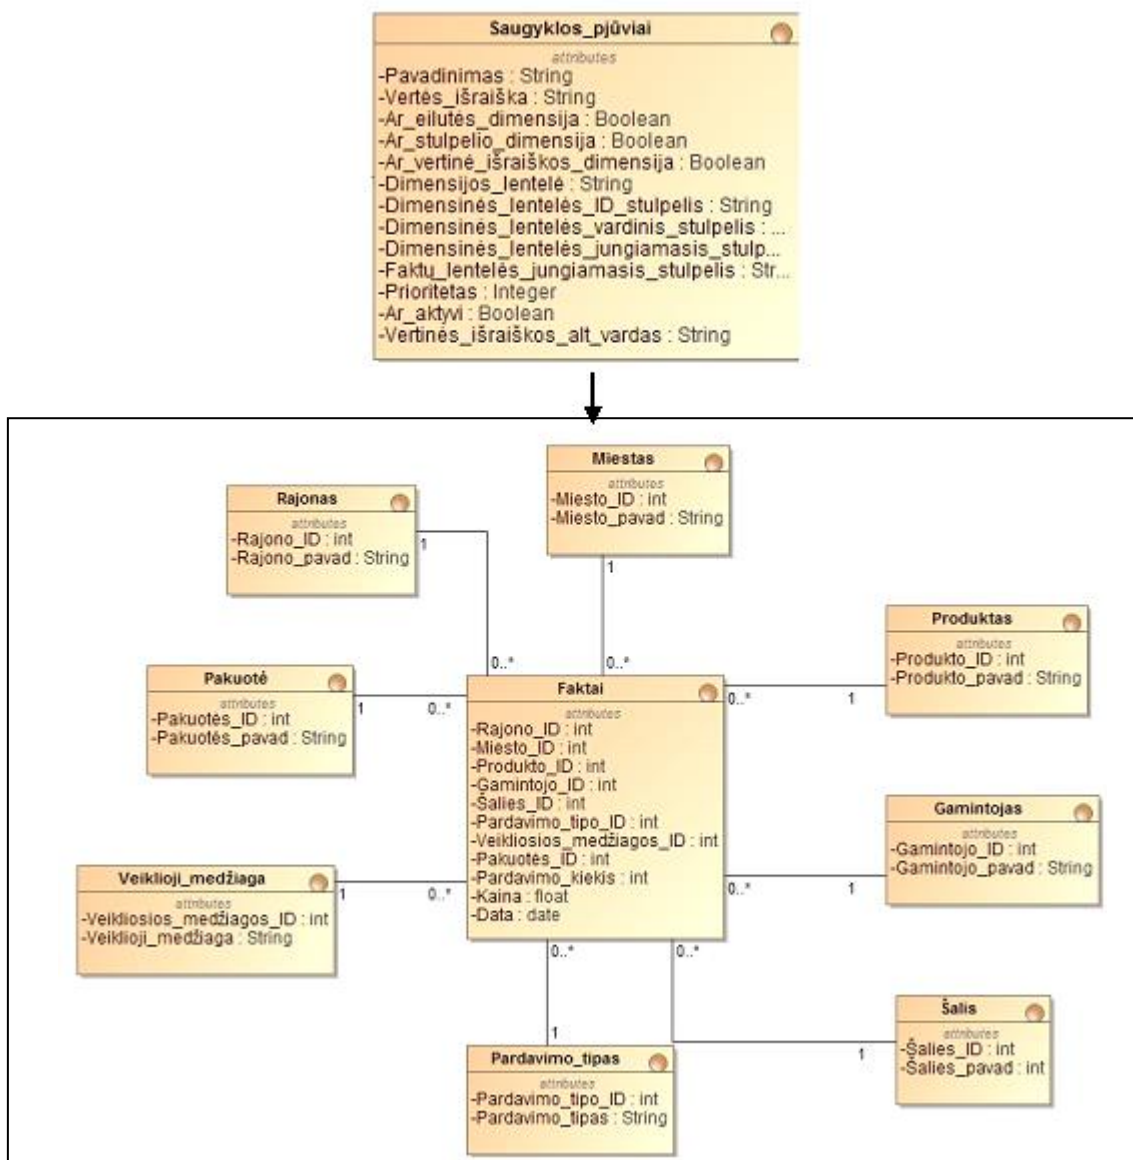 Saugyklos_pjūviai
attributes
-Pavadinimas : String
-Vertės_išraiška : String
-Ar_eilutės_dimensija : Boolean
-Ar_stulpelio_dimensija : Boolean
-Ar_vertinė_išraiškos_dimensija : Boolean
-Dimensijos_lentelė : String
-Dimensinės_lentelės_ID_stulpelis : String
-Dimensinės_lentelės_vardinis_stulpelis : ...
-Dimensinės_lentelės_jungiamasis_stulp...
-Faktų_lentelės_jungiamasis_stulpelis : Str...
-Prioritetas : Integer
-Ar_aktyvi : Boolean
-Vertinės_išraiškos_alt_vardas : String
Miestas
attributes
-Miesto_ID : int
-Miesto_pavad : String
1
0..*
Rajonas
attributes
-Rajono_ID : int
-Rajono_pavad : String
1
0..*
Produktas
attributes
-Produkto_ID : int
-Produkto_pavad : String
1
0..*
Pakuotė
attributes
-Pakuotės_ID : int
-Pakuotės_pavad : String
1
0..*
Faktai
attributes
-Rajono_ID : int
-Miesto_ID : int
-Produkto_ID : int
-Gamintojo_ID : int
-Šalies_ID : int
-Pardavimo_tipo_ID : int
-Veikliosios_medžiagos_ID : int
-Pakuotės_ID : int
-Pardavimo_kiekis : int
-Kaina : float
-Data : date
Gamintojas
attributes
-Gamintojo_ID : int
-Gamintojo_pavad : String
1
0..*
Veiklioji_medžiaga
attributes
-Veikliosios_medžiagos_ID : int
-Veiklioji_medžiaga : String
1
0..*
0..*
1
Pardavimo_tipas
attributes
-Pardavimo_tipo_ID : int
-Pardavimo_tipas : String
0..*
1
Šalis
attributes
-Šalies_ID : int
-Šalies_pavad : int